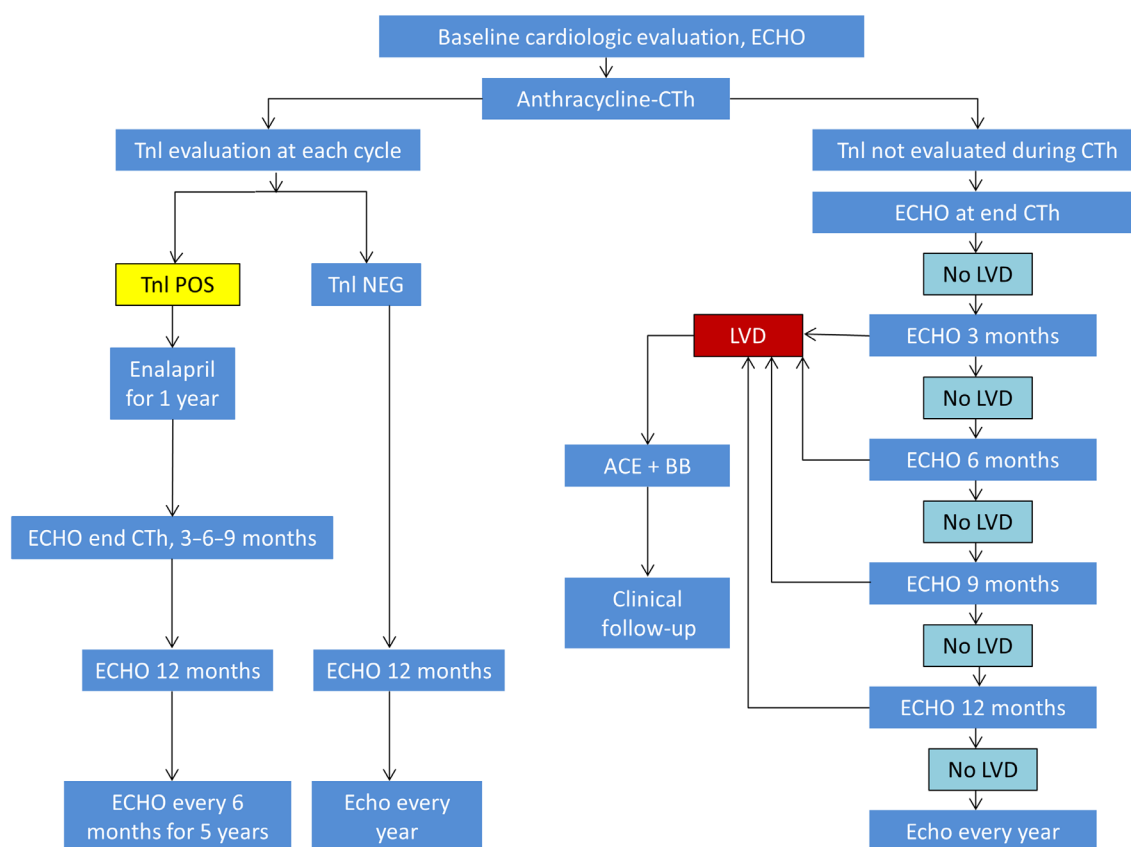 Baseline cardiologic evaluation, ECHO
Anthracycline-CTh
TnI evaluation at each cycle
TnI not evaluated during CTh
ECHO at end CTh
TnI POS
TnI NEG
No LVD
LVD
ECHO 3 months
Enalapril
for 1 year
No LVD
ACE + BB
ECHO 6 months
ECHO end CTh, 3–6–9 months
No LVD
Clinical
follow-up
ECHO 9 months
No LVD
ECHO 12 months
ECHO 12 months
ECHO 12 months
No LVD
ECHO every 6
months for 5 years
Echo every
year
Echo every year